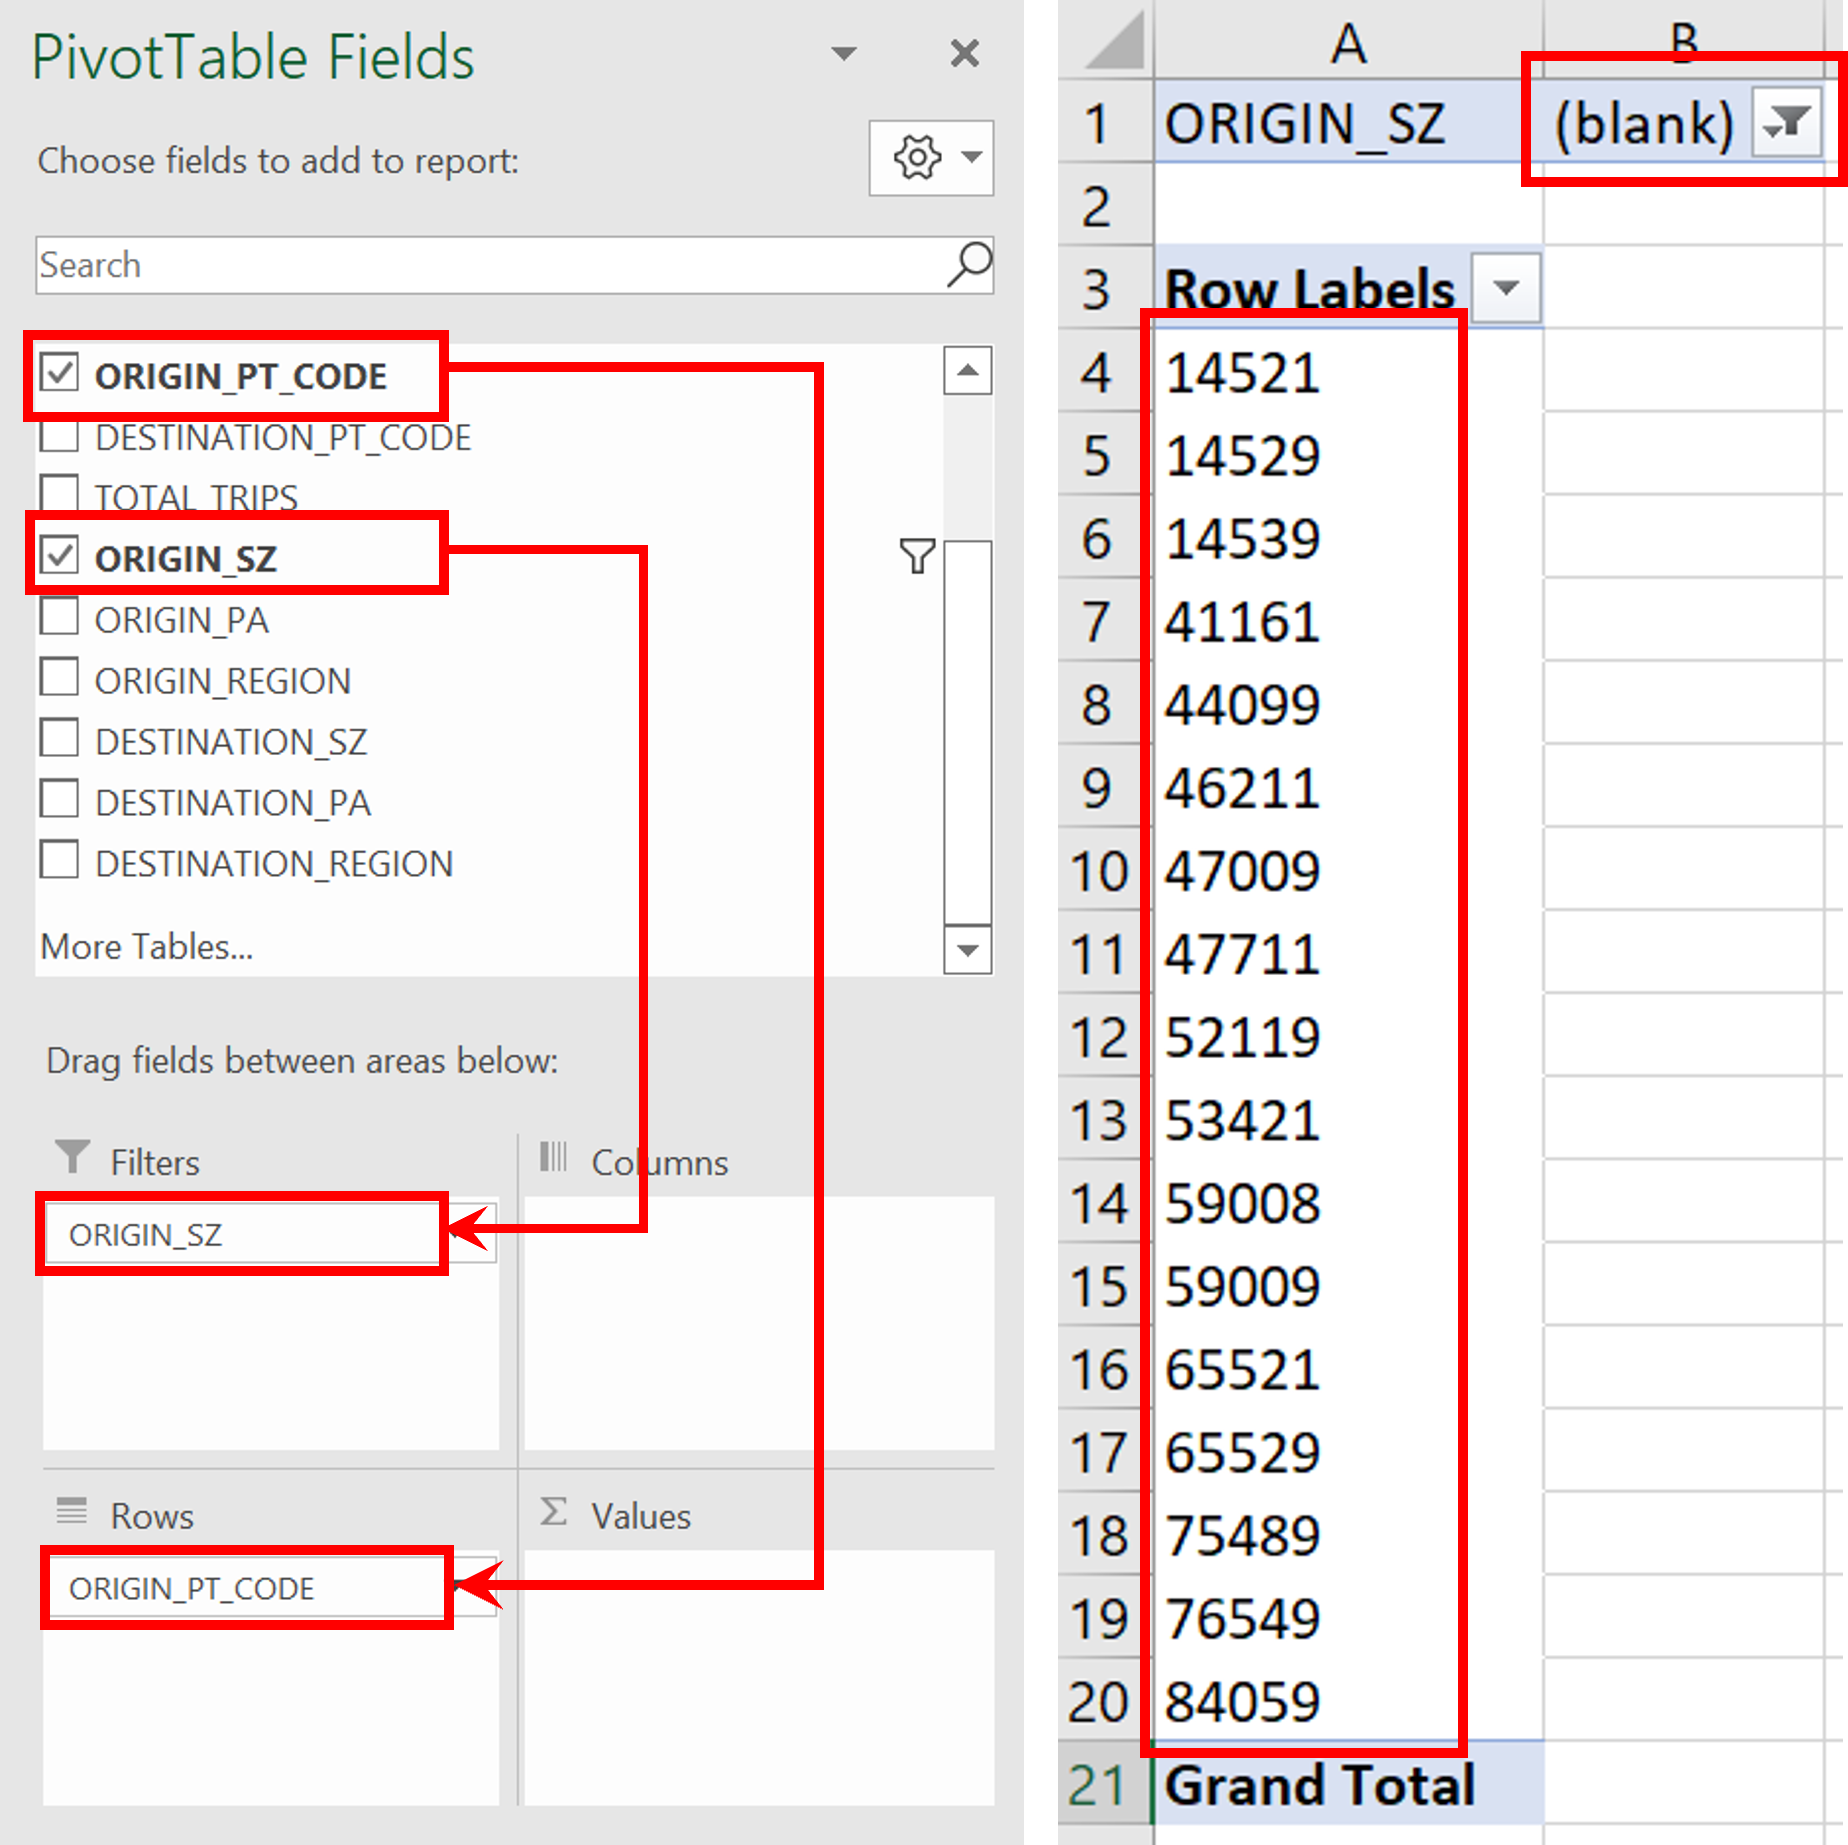 PivotTable Fields
Choose fields to add to report:
Search
ORIGIN_PT_CODE
DESTINATION_PT_CODE
TOTAL_TRIPS
ORIGIN_SZ
ORIGIN_PA
ORIGIN_REGION
DESTINATION_SZ
DESTINATION_PA
DESTINATION_REGION
More Tables...
Drag fields between areas below:
Filters
Columns
ORIGIN_SZ
Rows
Σ Values
ORIGIN_PT_CODE
A B
1 ORIGIN_SZ (blank)
2
3 Row Labels
4 14521
5 14529
6 14539
7 41161
8 44099
9 46211
10 47009
11 47711
12 52119
13 53421
14 59008
15 59009
16 65521
17 65529
18 75489
19 76549
20 84059
21 Grand Total